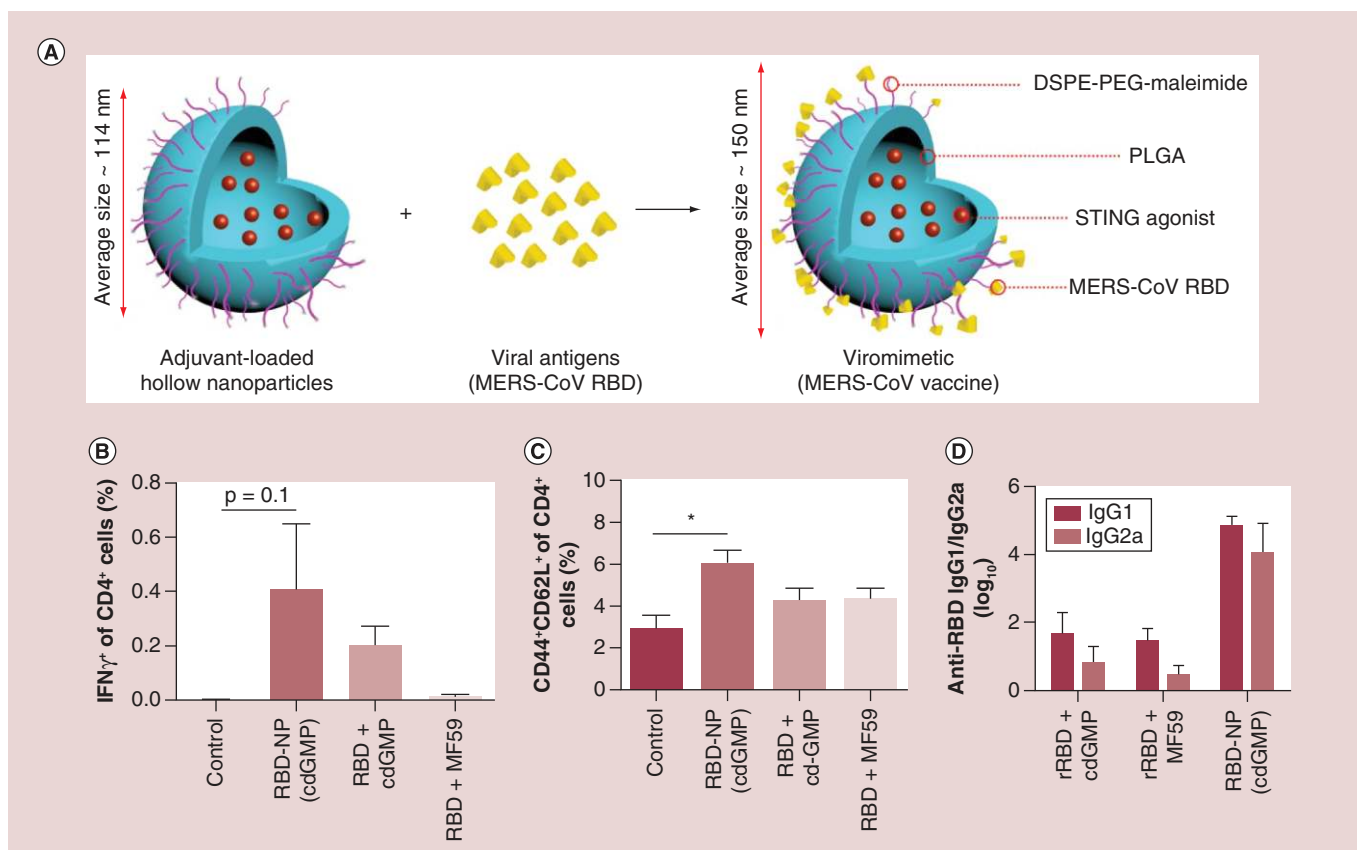 A
Average size ~ 114 nm
+
Average size ~ 150 nm
DSPE-PEG-maleimide
PLGA
STING agonist
MERS-CoV RBD
Adjuvant-loaded
hollow nanoparticles
Viral antigens
(MERS-CoV RBD)
Viromimetic
(MERS-CoV vaccine)
B
IFNγ⁺ of CD4⁺ cells (%)
0.8
0.6
0.4
0.2
0.0
p = 0.1
Control
RBD-NP
(cdGMP)
RBD +
cdGMP
RBD + MF59
C
CD44⁺CD62L⁺ of CD4⁺
cells (%)
10
8
6
4
2
0
*
Control
RBD-NP
(cdGMP)
RBD +
cd-GMP
RBD + MF59
D
Anti-RBD IgG1/IgG2a
(log₁₀)
6
4
2
0
IgG1
IgG2a
rRBD +
cdGMP
rRBD +
MF59
RBD-NP
(cdGMP)